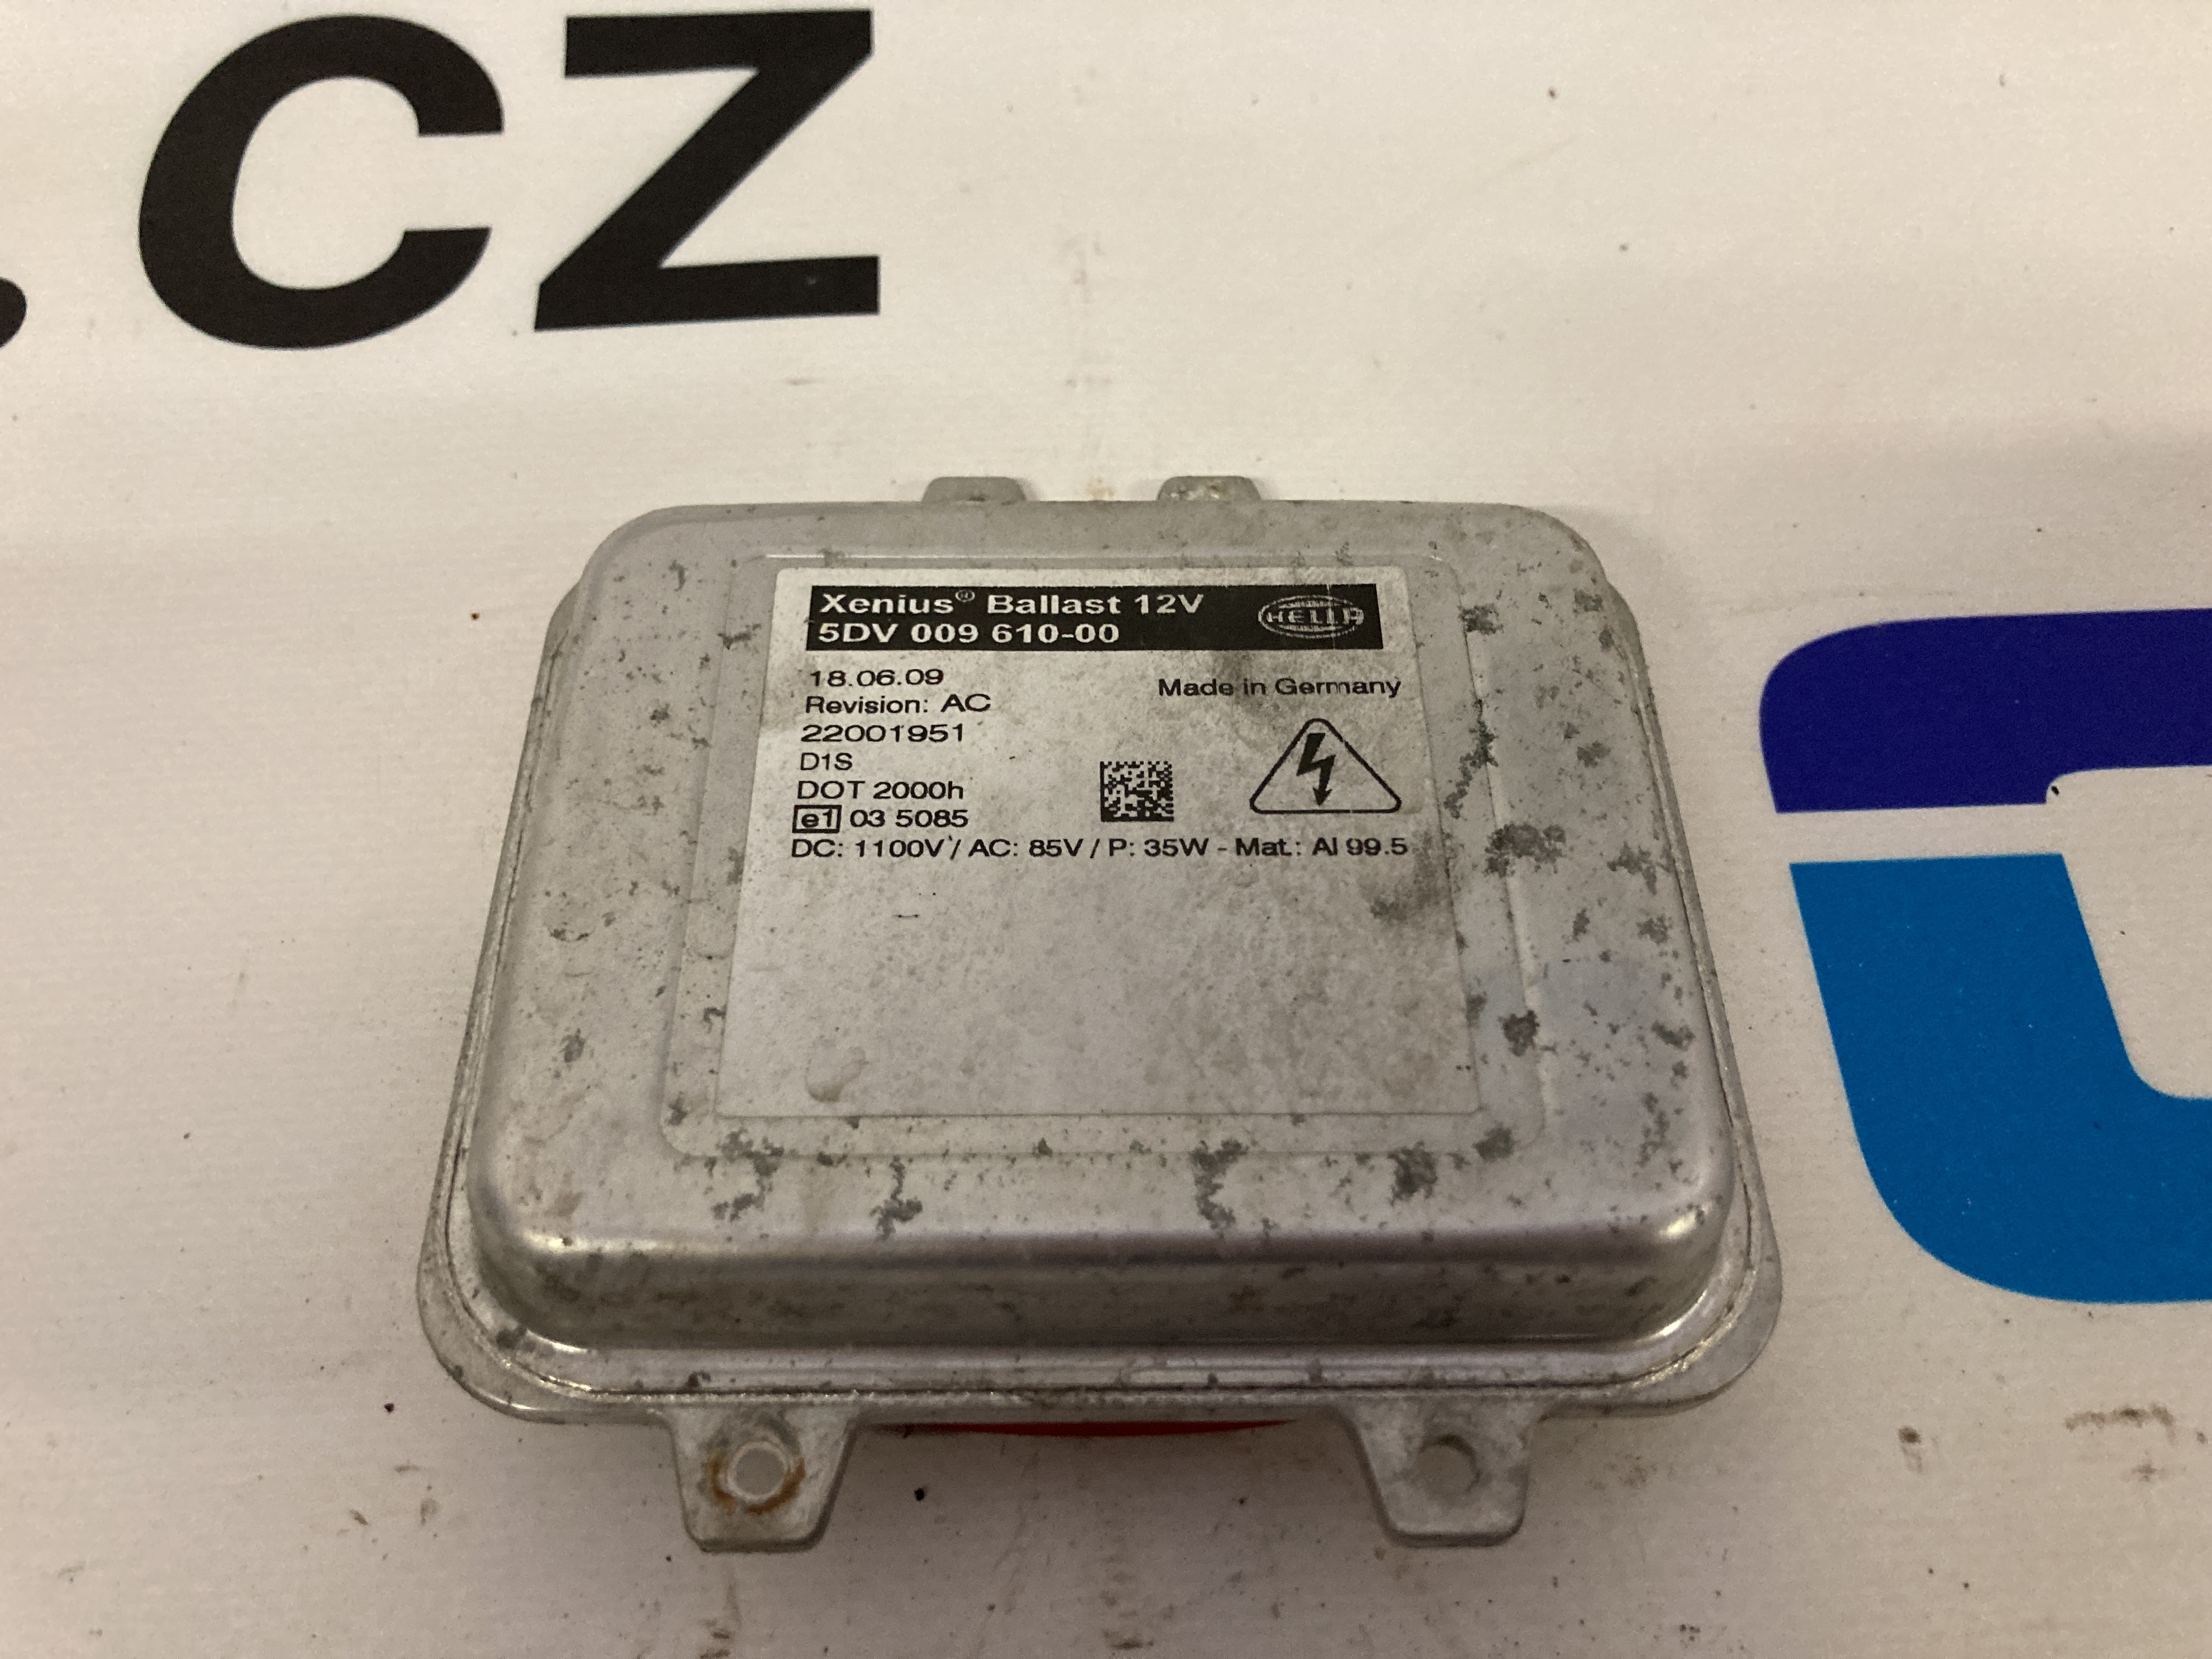 .CZ
Xenius® Ballast 12V
5DV 009 610-00
HELLA
18.06.09
Made in Germany
Revision: AC
22001951
D1S
DOT 2000h
e1 03 5085
DC: 1100V / AC: 85V / P: 35W - Mat.: Al 99.5